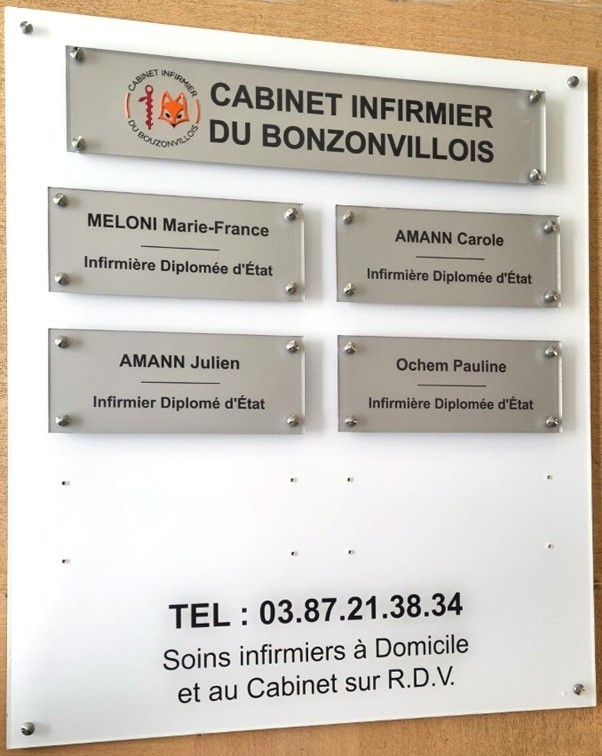 CABINET INFIRMIER
DU BOUZONVILLOIS
CABINET INFIRMIER
DU BONZONVILLOIS
MELONI Marie-France
Infirmière Diplomée d'État
AMANN Carole
Infirmière Diplomée d'État
AMANN Julien
Infirmier Diplomé d'État
Ochem Pauline
Infirmière Diplomée d'État
TEL : 03.87.21.38.34
Soins infirmiers à Domicile
et au Cabinet sur R.D.V.